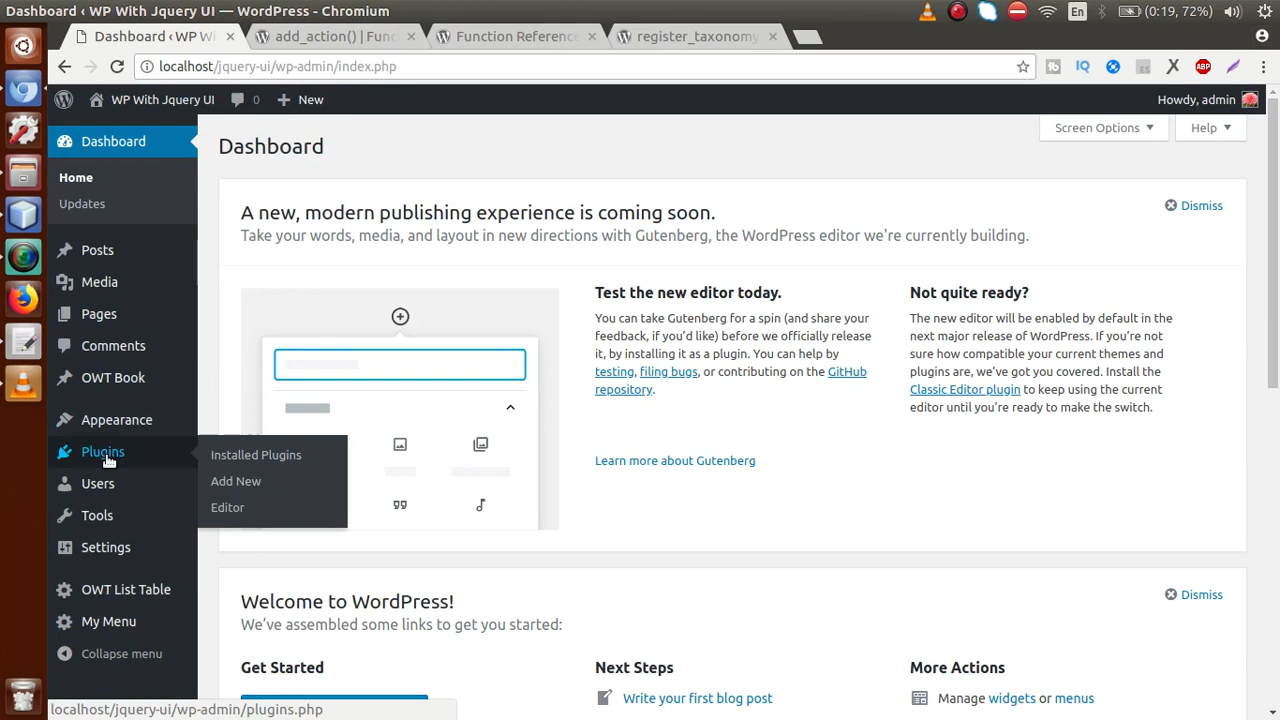 Dashboard ‹ WP With Jquery UI — WordPress - Chromium
En
(0:19, 72%)
Dashboard ‹ WP Wi
add_action() | Func
Function Reference
register_taxonomy
localhost/jquery-ui/wp-admin/index.php
ABP
WP With Jquery UI
0
New
Howdy, admin
Dashboard
Home
Updates
Posts
Media
Pages
Comments
OWT Book
Appearance
Plugins
Users
Tools
Settings
OWT List Table
My Menu
Collapse menu
Installed Plugins
Add New
Editor
Screen Options
Help
Dashboard
A new, modern publishing experience is coming soon.
Dismiss
Take your words, media, and layout in new directions with Gutenberg, the WordPress editor we're currently building.
Test the new editor today.
You can take Gutenberg for a spin (and share your
feedback, if you'd like) before we officially release
it, by installing it as a plugin. You can help by
testing, filing bugs, or contributing on the GitHub
repository.
Learn more about Gutenberg
Not quite ready?
The new editor will be enabled by default in the
next major release of WordPress. If you're not
sure how compatible your current themes and
plugins are, we've got you covered. Install the
Classic Editor plugin to keep using the current
editor until you're ready to make the switch.
Welcome to WordPress!
Dismiss
We've assembled some links to get you started:
Get Started
Next Steps
Write your first blog post
More Actions
Manage widgets or menus
localhost/jquery-ui/wp-admin/plugins.php